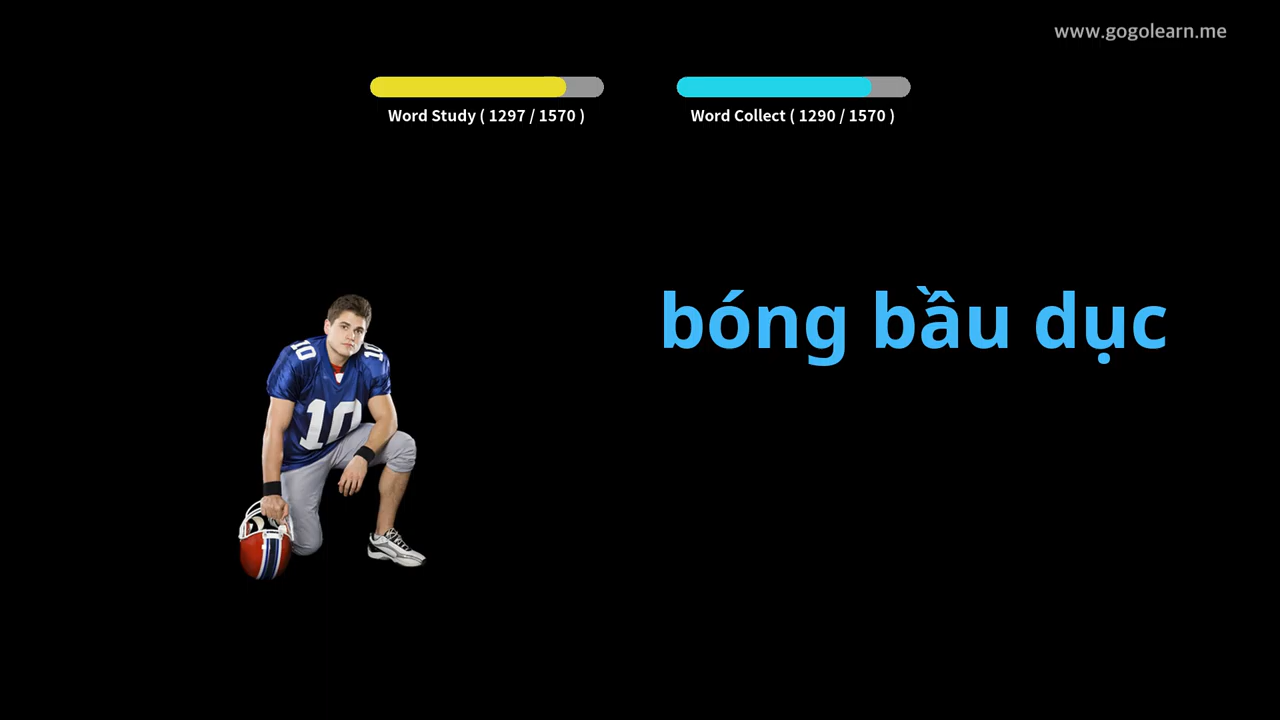 www.gogolearn.me
Word Study ( 1297 / 1570 )
Word Collect ( 1290 / 1570 )
bóng bầu dục
10
10
10